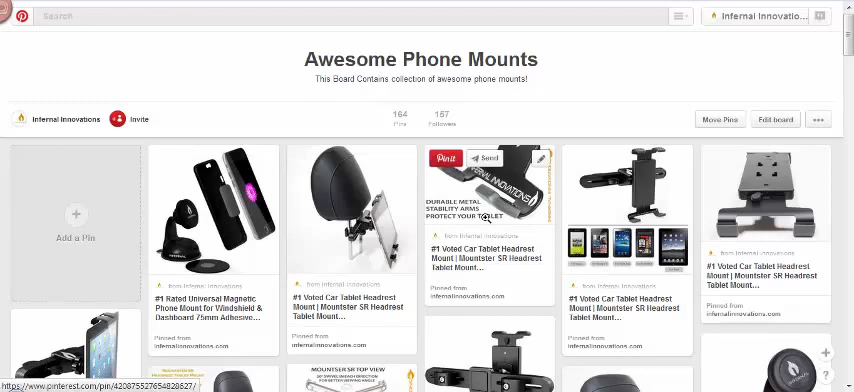 Search
Infernal Innovatio...
Awesome Phone Mounts
This Board Contains collection of awesome phone mounts!
Infernal Innovations
Invite
164
Pins
157
Followers
Move Pins
Edit board
Add a Pin
from Infernal Innovations
#1 Rated Universal Magnetic
Phone Mount for Windshield &
Dashboard 75mm Adhesive...
Pinned from
infernalinnovations.com
from Infernal Innovations
#1 Voted Car Tablet Headrest
Mount | Mountster SR Headrest
Tablet Mount...
Pinned from
infernalinnovations.com
Pin it
Send
INFERNAL INNOVATIONS
DURABLE METAL
STABILITY ARMS
PROTECT YOUR TABLET
from Infernal Innovations
#1 Voted Car Tablet Headrest
Mount | Mountster SR Headrest
Tablet Mount...
Pinned from
infernalinnovations.com
from Infernal Innovations
#1 Voted Car Tablet Headrest
Mount | Mountster SR Headrest
Tablet Mount...
Pinned from
infernalinnovations.com
from Infernal Innovations
#1 Voted Car Tablet Headrest
Mount | Mountster SR Headrest
Tablet Mount...
Pinned from
infernalinnovations.com
MOUNTSTER SR TOP VIEW
https://www.pinterest.com/pin/420875527654828627/